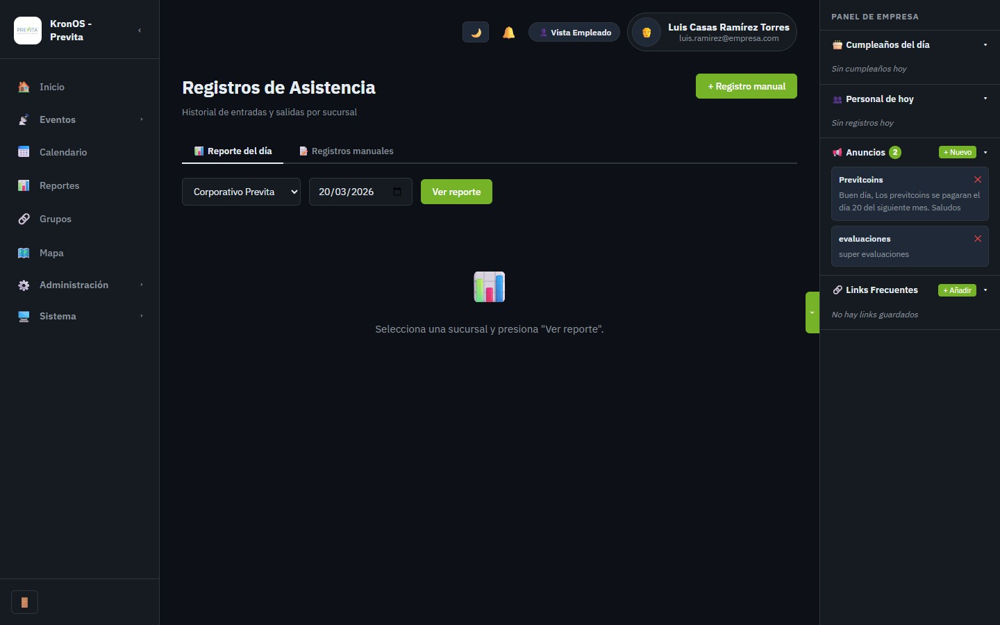 PREVITA
KronOS -
Previta
Inicio
Eventos
Calendario
Reportes
Grupos
Mapa
Administración
Sistema
Vista Empleado
Luis Casas Ramírez Torres
luis.ramirez@empresa.com
Registros de Asistencia
+ Registro manual
Historial de entradas y salidas por sucursal
Reporte del día
Registros manuales
Corporativo Previta
20/03/2026
Ver reporte
Selecciona una sucursal y presiona "Ver reporte".
PANEL DE EMPRESA
Cumpleaños del día
Sin cumpleaños hoy
Personal de hoy
Sin registros hoy
Anuncios 2
+ Nuevo
Previtcoins
Buen día, Los previtcoins se pagaran el
día 20 del siguiente mes. Saludos
evaluaciones
super evaluaciones
Links Frecuentes
+ Añadir
No hay links guardados